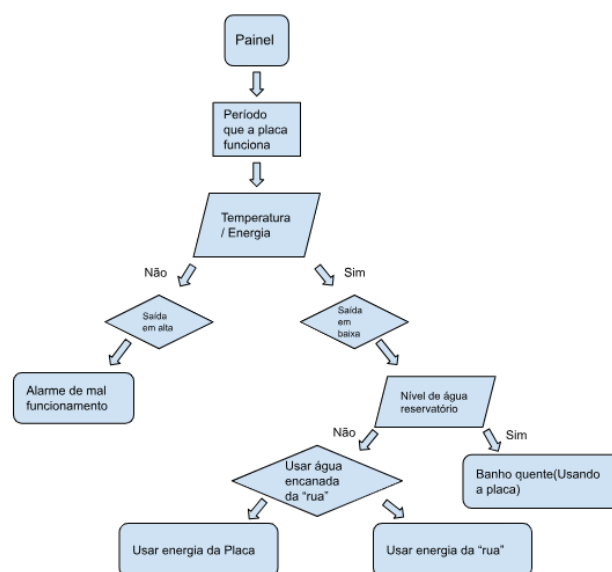 Painel
Período
que a placa
funciona
Temperatura
/ Energia
Não
Sim
Saída
em alta
Saída
em
baixa
Alarme de mal
funcionamento
Nível de água
reservatório
Não
Sim
Usar água
encanada
da “rua”
Banho quente(Usando
a placa)
Usar energia da Placa
Usar energia da “rua”